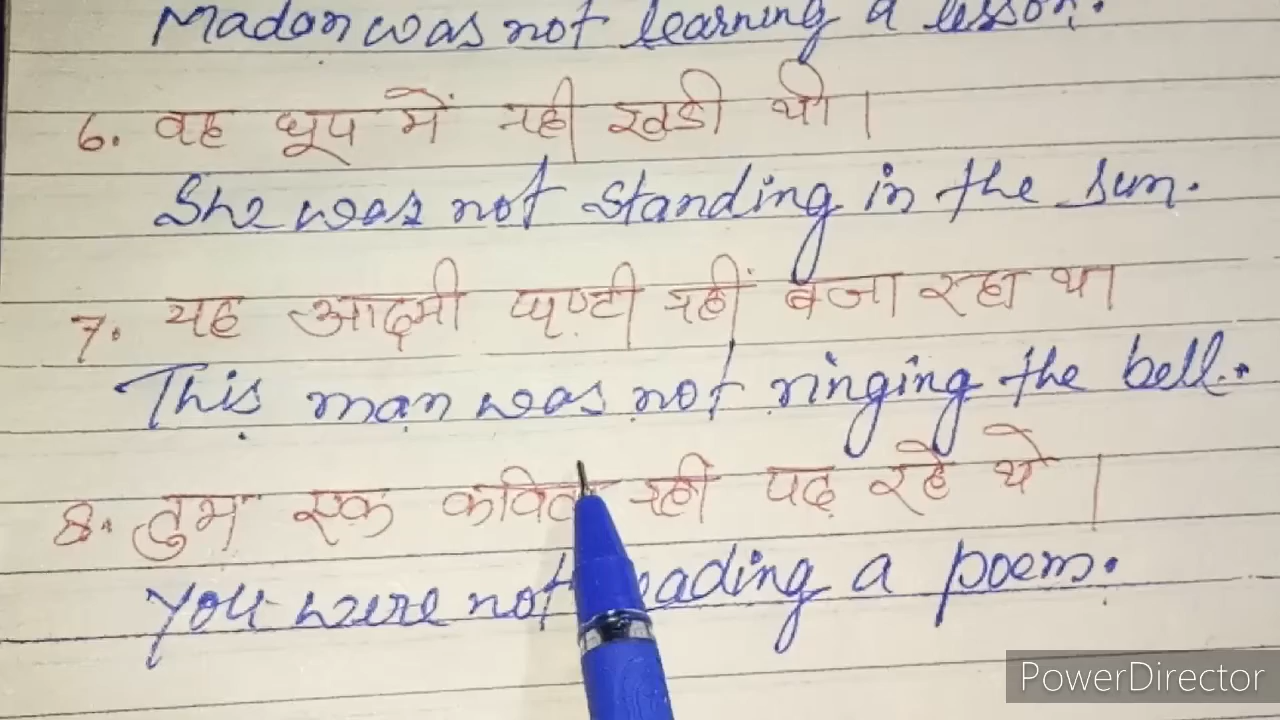 Madan was not learning a lesson.
6. वह धूप में नही खडी थी।
She was not standing in the sun.
7. यह आदमी घण्टी नहीं बजा रहा था
This man was not ringing the bell.
8. तुम एक कविता नही पढ़ रहे थे।
You were not reading a poem.
PowerDirector